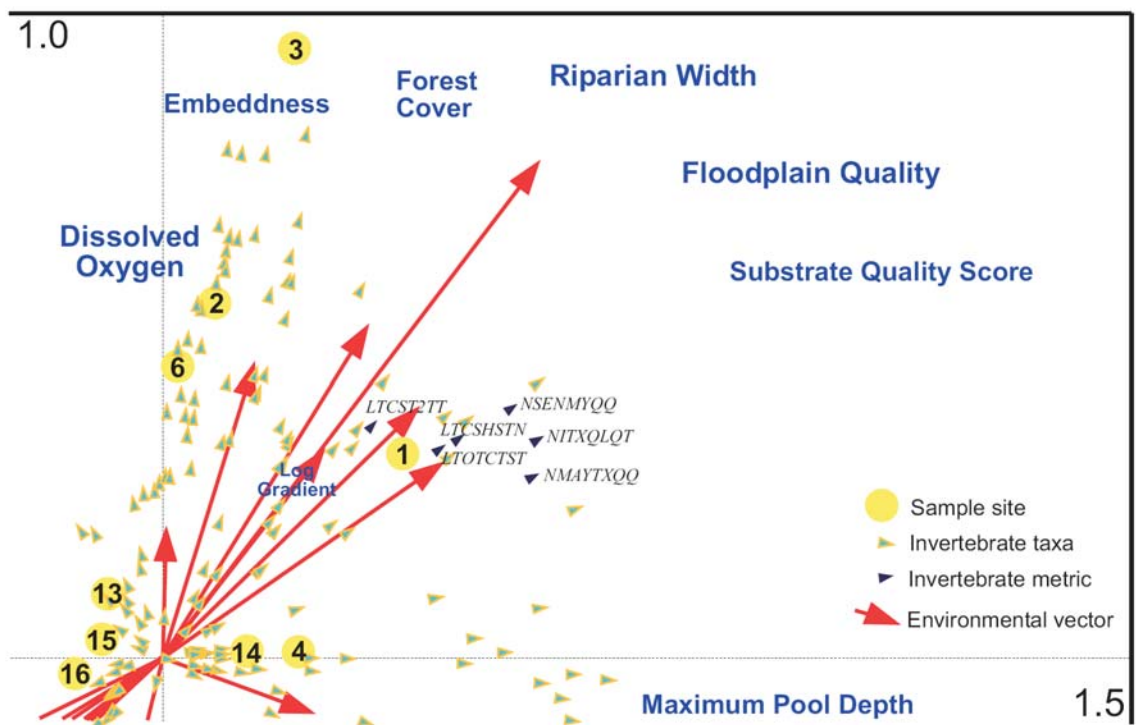 1.0
3
Embeddness
Forest
Cover
Riparian Width
Floodplain Quality
Dissolved
Oxygen
Substrate Quality Score
2
6
LTCST2TT
NSENMYQQ
LTCSHSTN
NITXQLQT
1
LTOTCTST
NMAYTXQQ
Log
Gradient
Sample site
Invertebrate taxa
Invertebrate metric
Environmental vector
13
15
14
4
16
Maximum Pool Depth
1.5